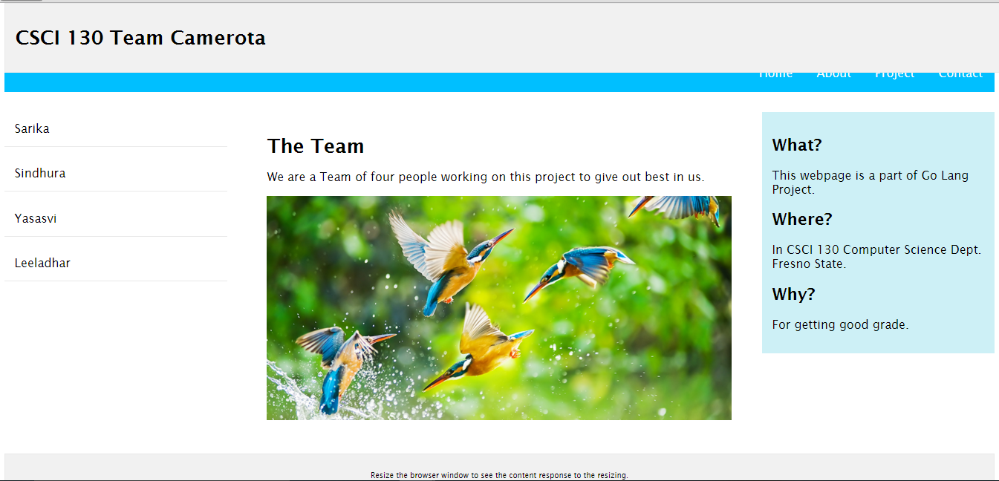 CSCI 130 Team Camerota
Home About Project Contact
Sarika
Sindhura
Yasasvi
Leeladhar
The Team
We are a Team of four people working on this project to give out best in us.
What?
This webpage is a part of Go Lang
Project.
Where?
In CSCI 130 Computer Science Dept.
Fresno State.
Why?
For getting good grade.
Resize the browser window to see the content response to the resizing.